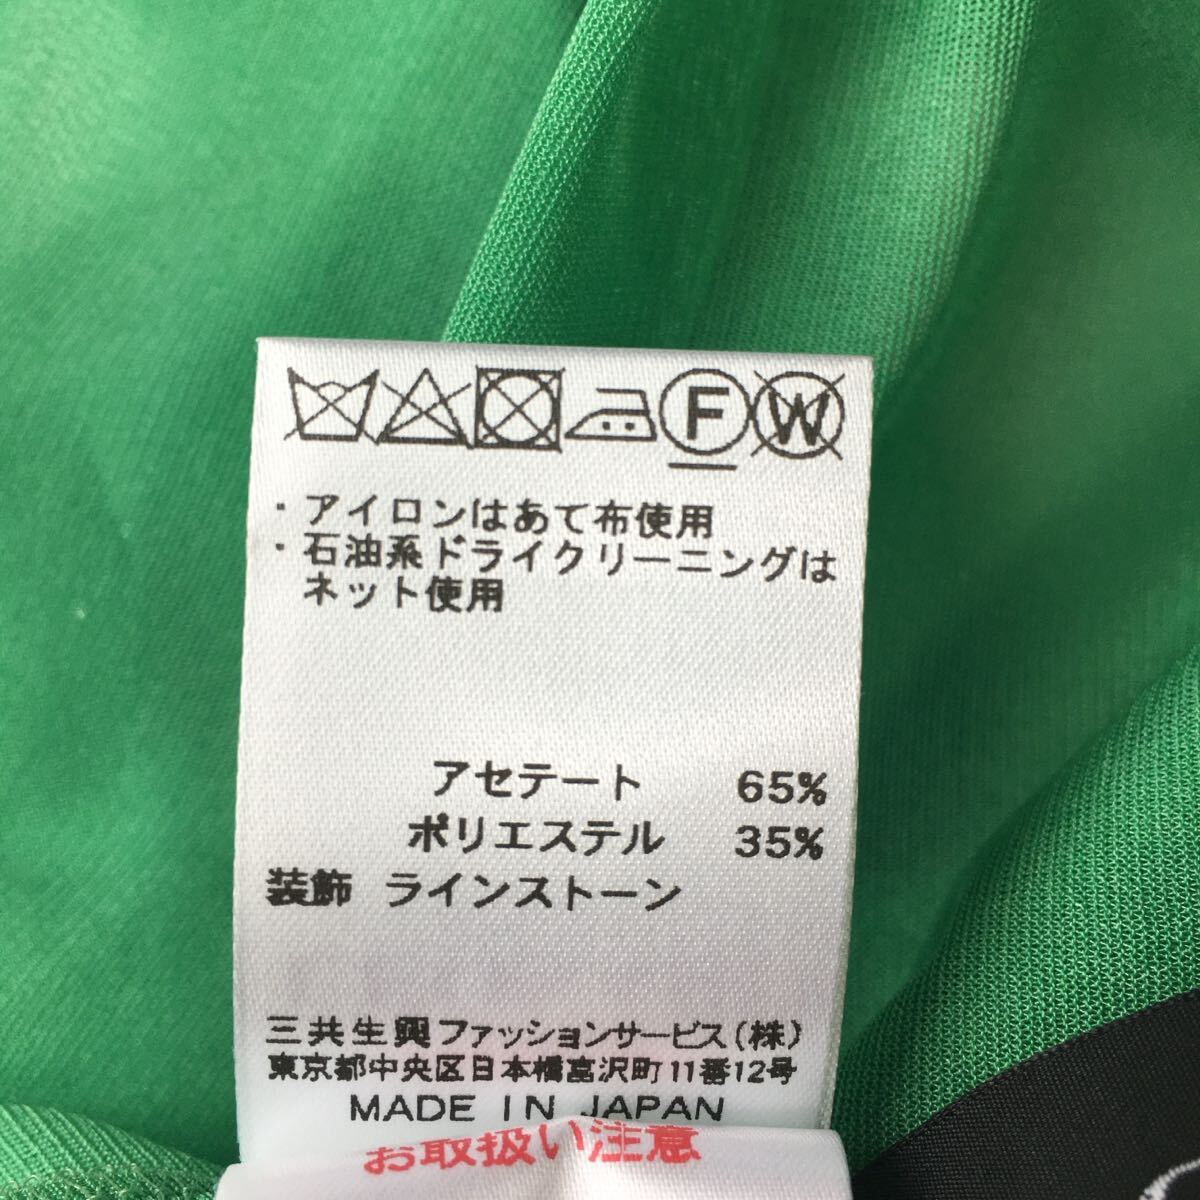 F W
・アイロンはあて布使用
・石油系ドライクリーニングは
ネット使用
アセテート 65%
ポリエステル 35%
装飾 ラインストーン
三共生興ファッションサービス(株)
東京都中央区日本橋富沢町11番12号
MADE IN JAPAN
お取扱い注意